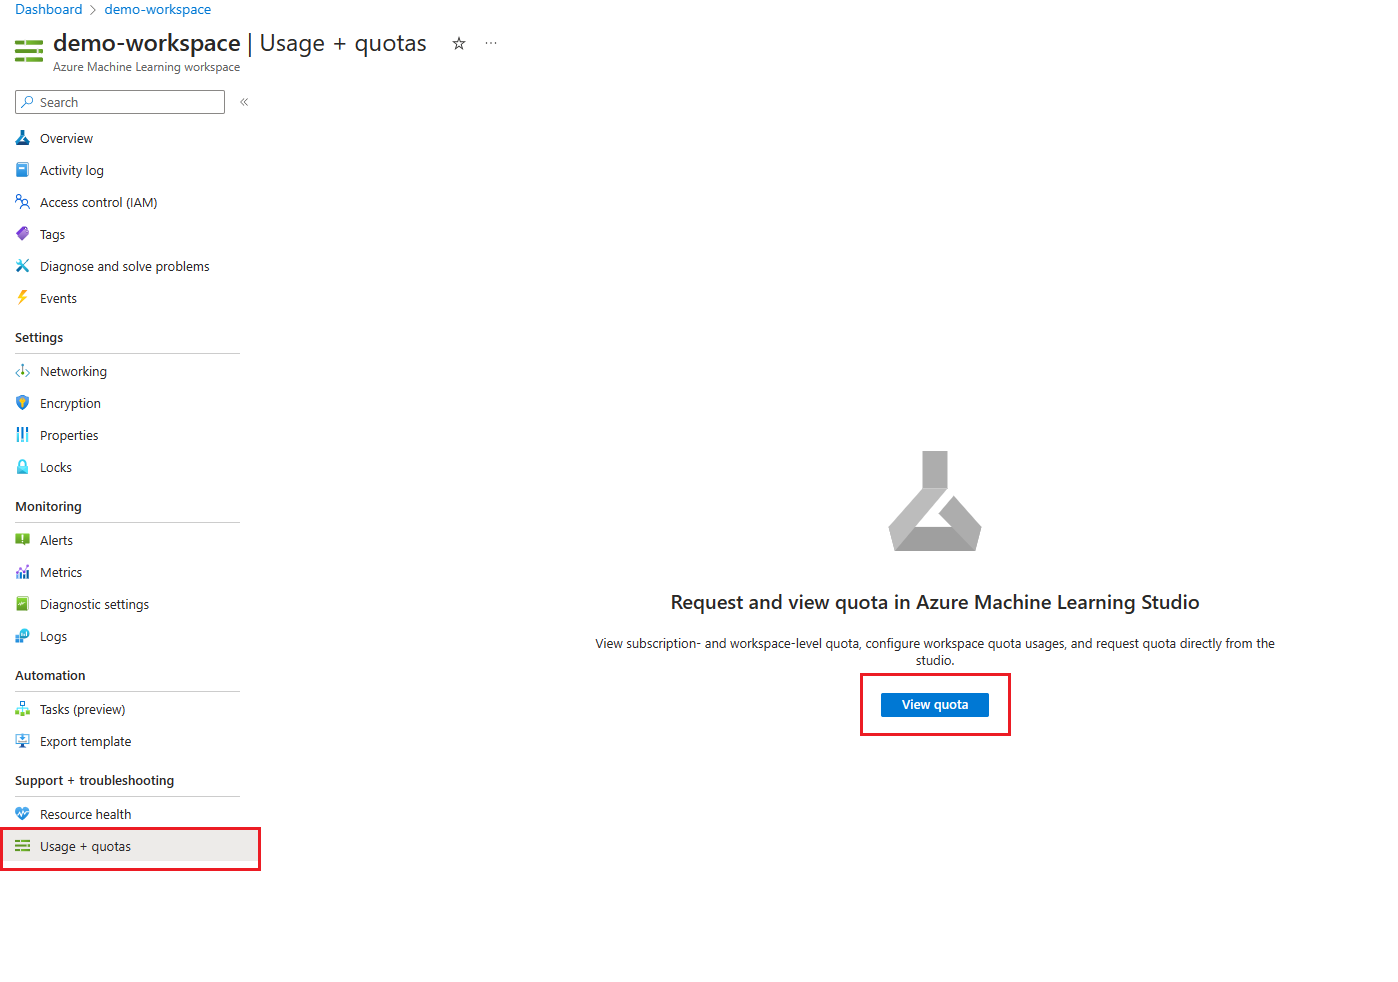 Dashboard > demo-workspace
demo-workspace | Usage + quotas
Azure Machine Learning workspace
Search
Overview
Activity log
Access control (IAM)
Tags
Diagnose and solve problems
Events
Settings
Networking
Encryption
Properties
Locks
Monitoring
Alerts
Metrics
Diagnostic settings
Logs
Automation
Tasks (preview)
Export template
Support + troubleshooting
Resource health
Usage + quotas
Request and view quota in Azure Machine Learning Studio
View subscription- and workspace-level quota, configure workspace quota usages, and request quota directly from the
studio.
View quota